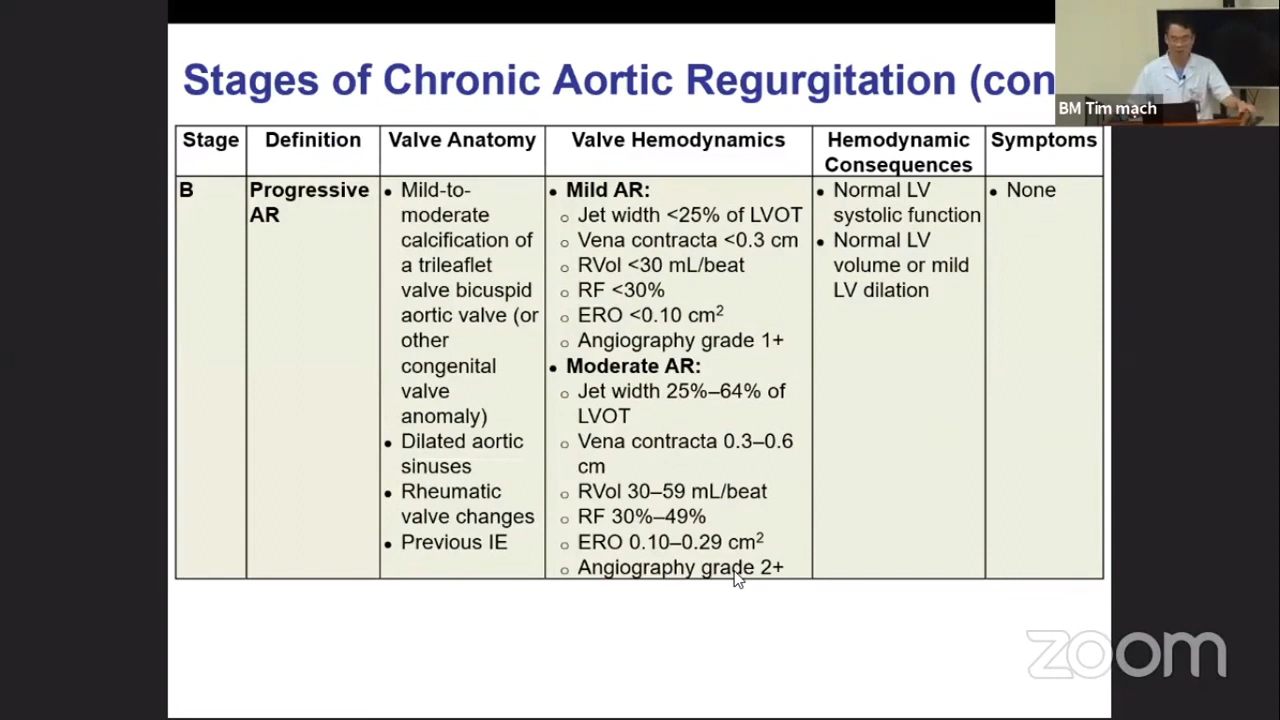 Stages of Chronic Aortic Regurgitation (con
BM Tim mạch
Stage
Definition
Valve Anatomy
Valve Hemodynamics
Hemodynamic
Consequences
Symptoms
B
Progressive
AR
• Mild-to-
moderate
calcification of
a trileaflet
valve bicuspid
aortic valve (or
other
congenital
valve
anomaly)
• Dilated aortic
sinuses
• Rheumatic
valve changes
• Previous IE
• Mild AR:
o Jet width <25% of LVOT
o Vena contracta <0.3 cm
o RVol <30 mL/beat
o RF <30%
o ERO <0.10 cm²
o Angiography grade 1+
• Moderate AR:
o Jet width 25%–64% of
LVOT
o Vena contracta 0.3–0.6
cm
o RVol 30–59 mL/beat
o RF 30%–49%
o ERO 0.10–0.29 cm²
o Angiography grade 2+
• Normal LV
systolic function
• Normal LV
volume or mild
LV dilation
• None
zoom